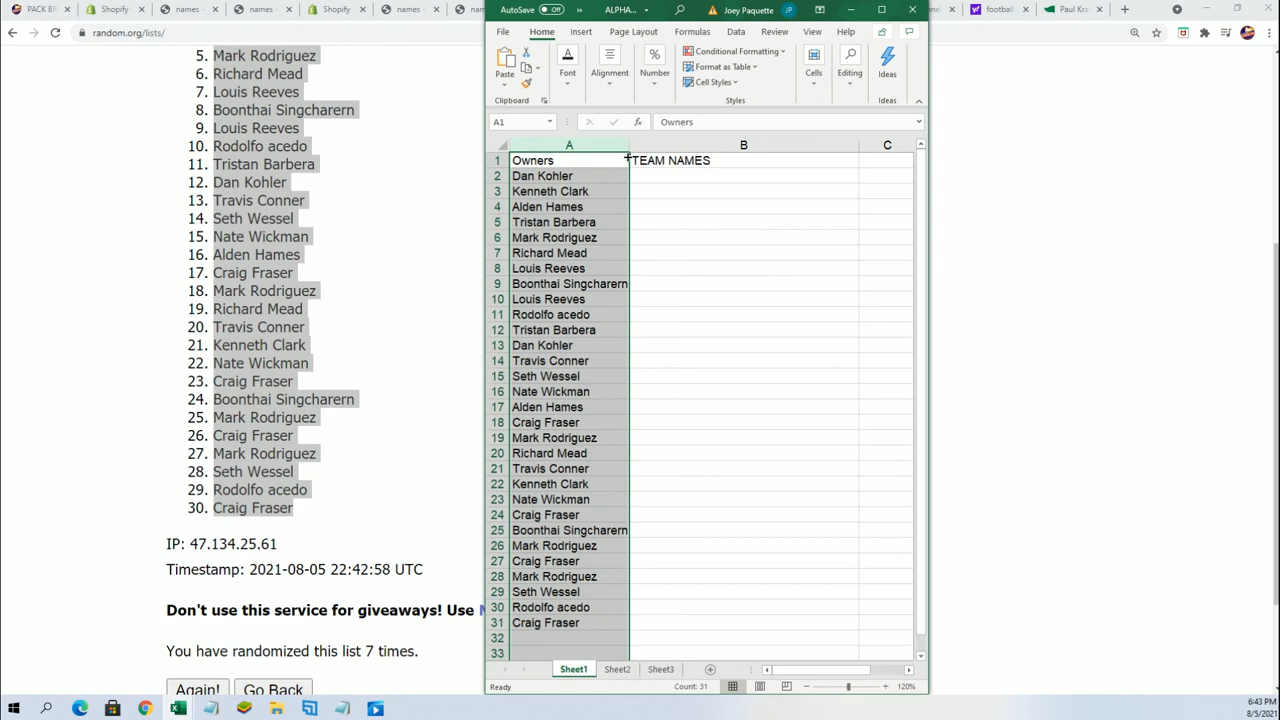 PACK BR
Shopify
names -
names -
Shopify
names -
nam
AutoSave
Off
ALPHA...
Joey Paquette
JP
football
Paul Kra
random.org/lists/
File
Home
Insert
Page Layout
Formulas
Data
Review
View
Help
Paste
Font
Alignment
Number
Conditional Formatting
Format as Table
Cell Styles
Cells
Editing
Ideas
Clipboard
Styles
Ideas
A1
Owners
A
B
C
1 Owners TEAM NAMES
2 Dan Kohler
3 Kenneth Clark
4 Alden Hames
5 Tristan Barbera
6 Mark Rodriguez
7 Richard Mead
8 Louis Reeves
9 Boonthai Singcharern
10 Louis Reeves
11 Rodolfo acedo
12 Tristan Barbera
13 Dan Kohler
14 Travis Conner
15 Seth Wessel
16 Nate Wickman
17 Alden Hames
18 Craig Fraser
19 Mark Rodriguez
20 Richard Mead
21 Travis Conner
22 Kenneth Clark
23 Nate Wickman
24 Craig Fraser
25 Boonthai Singcharern
26 Mark Rodriguez
27 Craig Fraser
28 Mark Rodriguez
29 Seth Wessel
30 Rodolfo acedo
31 Craig Fraser
32
33
Sheet1
Sheet2
Sheet3
Ready
Count: 31
120%
5. Mark Rodriguez
6. Richard Mead
7. Louis Reeves
8. Boonthai Singcharern
9. Louis Reeves
10. Rodolfo acedo
11. Tristan Barbera
12. Dan Kohler
13. Travis Conner
14. Seth Wessel
15. Nate Wickman
16. Alden Hames
17. Craig Fraser
18. Mark Rodriguez
19. Richard Mead
20. Travis Conner
21. Kenneth Clark
22. Nate Wickman
23. Craig Fraser
24. Boonthai Singcharern
25. Mark Rodriguez
26. Craig Fraser
27. Mark Rodriguez
28. Seth Wessel
29. Rodolfo acedo
30. Craig Fraser
IP: 47.134.25.61
Timestamp: 2021-08-05 22:42:58 UTC
Don't use this service for giveaways! Use
You have randomized this list 7 times.
Again!
Go Back
6:43 PM
8/5/2021